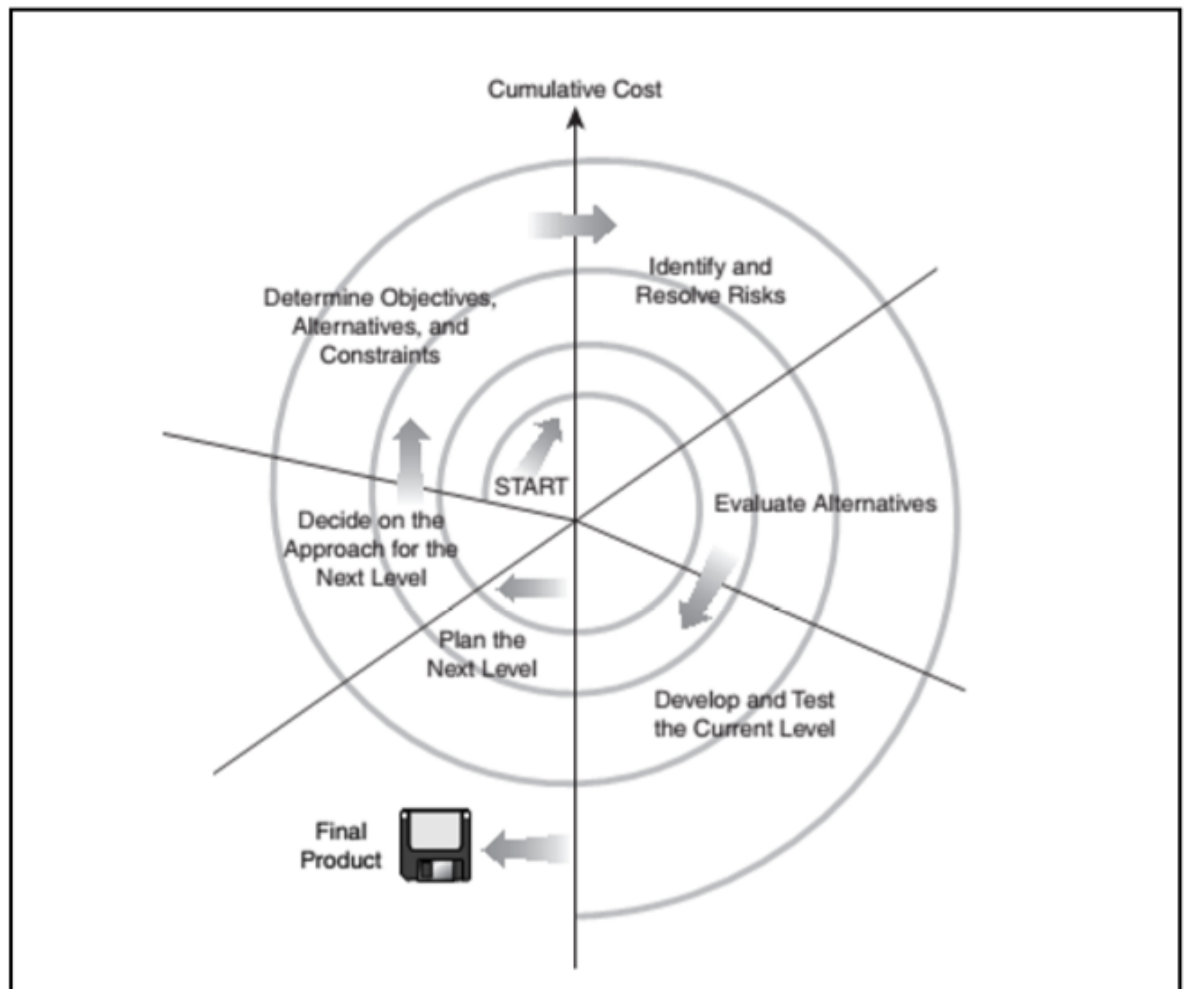 Cumulative Cost
Identify and
Resolve Risks
Determine Objectives,
Alternatives, and
Constraints
START
Evaluate Alternatives
Decide on the
Approach for the
Next Level
Plan the
Next Level
Develop and Test
the Current Level
Final
Product